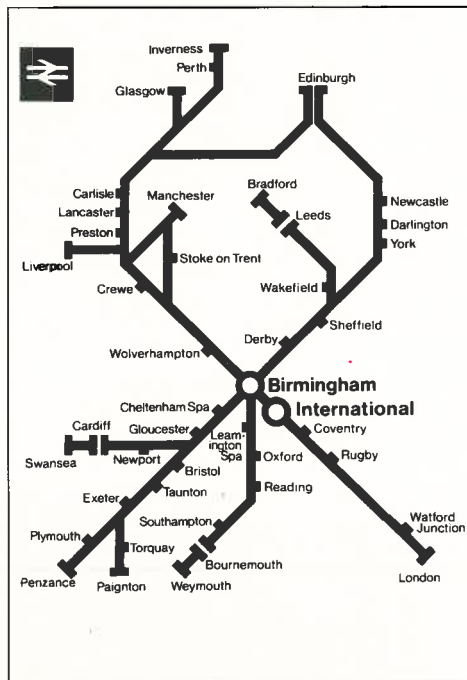 Inverness
Perth
Glasgow
Edinburgh
Carlisle
Lancaster
Preston
Liverpool
Manchester
Stoke on Trent
Crewe
Bradford
Leeds
Newcastle
Darlington
York
Wakefield
Sheffield
Derby
Wolverhampton
Birmingham
International
Cheltenham Spa
Gloucester
Cardiff
Swansea
Newport
Bristol
Taunton
Exeter
Plymouth
Torquay
Penzance
Paignton
Leam-
ington
Spa
Oxford
Reading
Southampton
Bournemouth
Weymouth
Coventry
Rugby
Watford
Junction
London